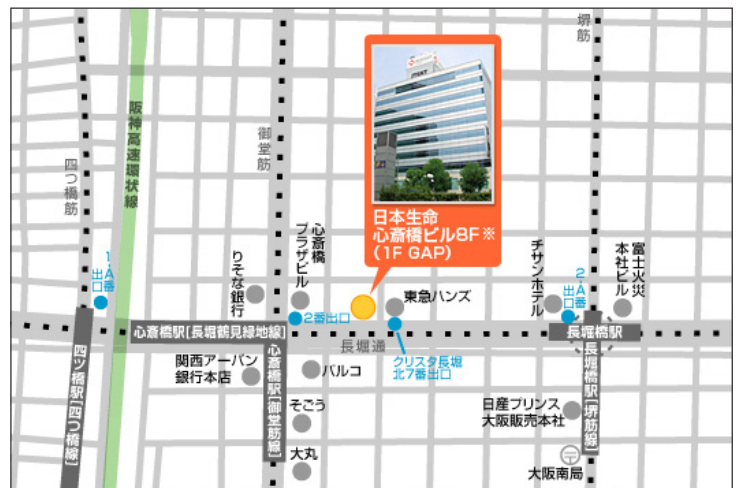 堺筋
阪神高速環状線
御堂筋
四つ橋筋
日本生命
心斎橋ビル8F※
(1F GAP)
1-A番
出口
りそな銀行
心斎橋
プラザビル
2番出口
東急ハンズ
チサンホテル
2-A番
出口
富士火災
本社ビル
心斎橋駅[長堀鶴見緑地線]
長堀橋駅
長堀通
クリスタ長堀
北7番出口
四ツ橋駅[四つ橋線]
関西アーバン
銀行本店
心斎橋駅[御堂筋線]
パルコ
長堀橋駅[堺筋線]
そごう
日産プリンス
大阪販売本社
大丸
〒
大阪南局